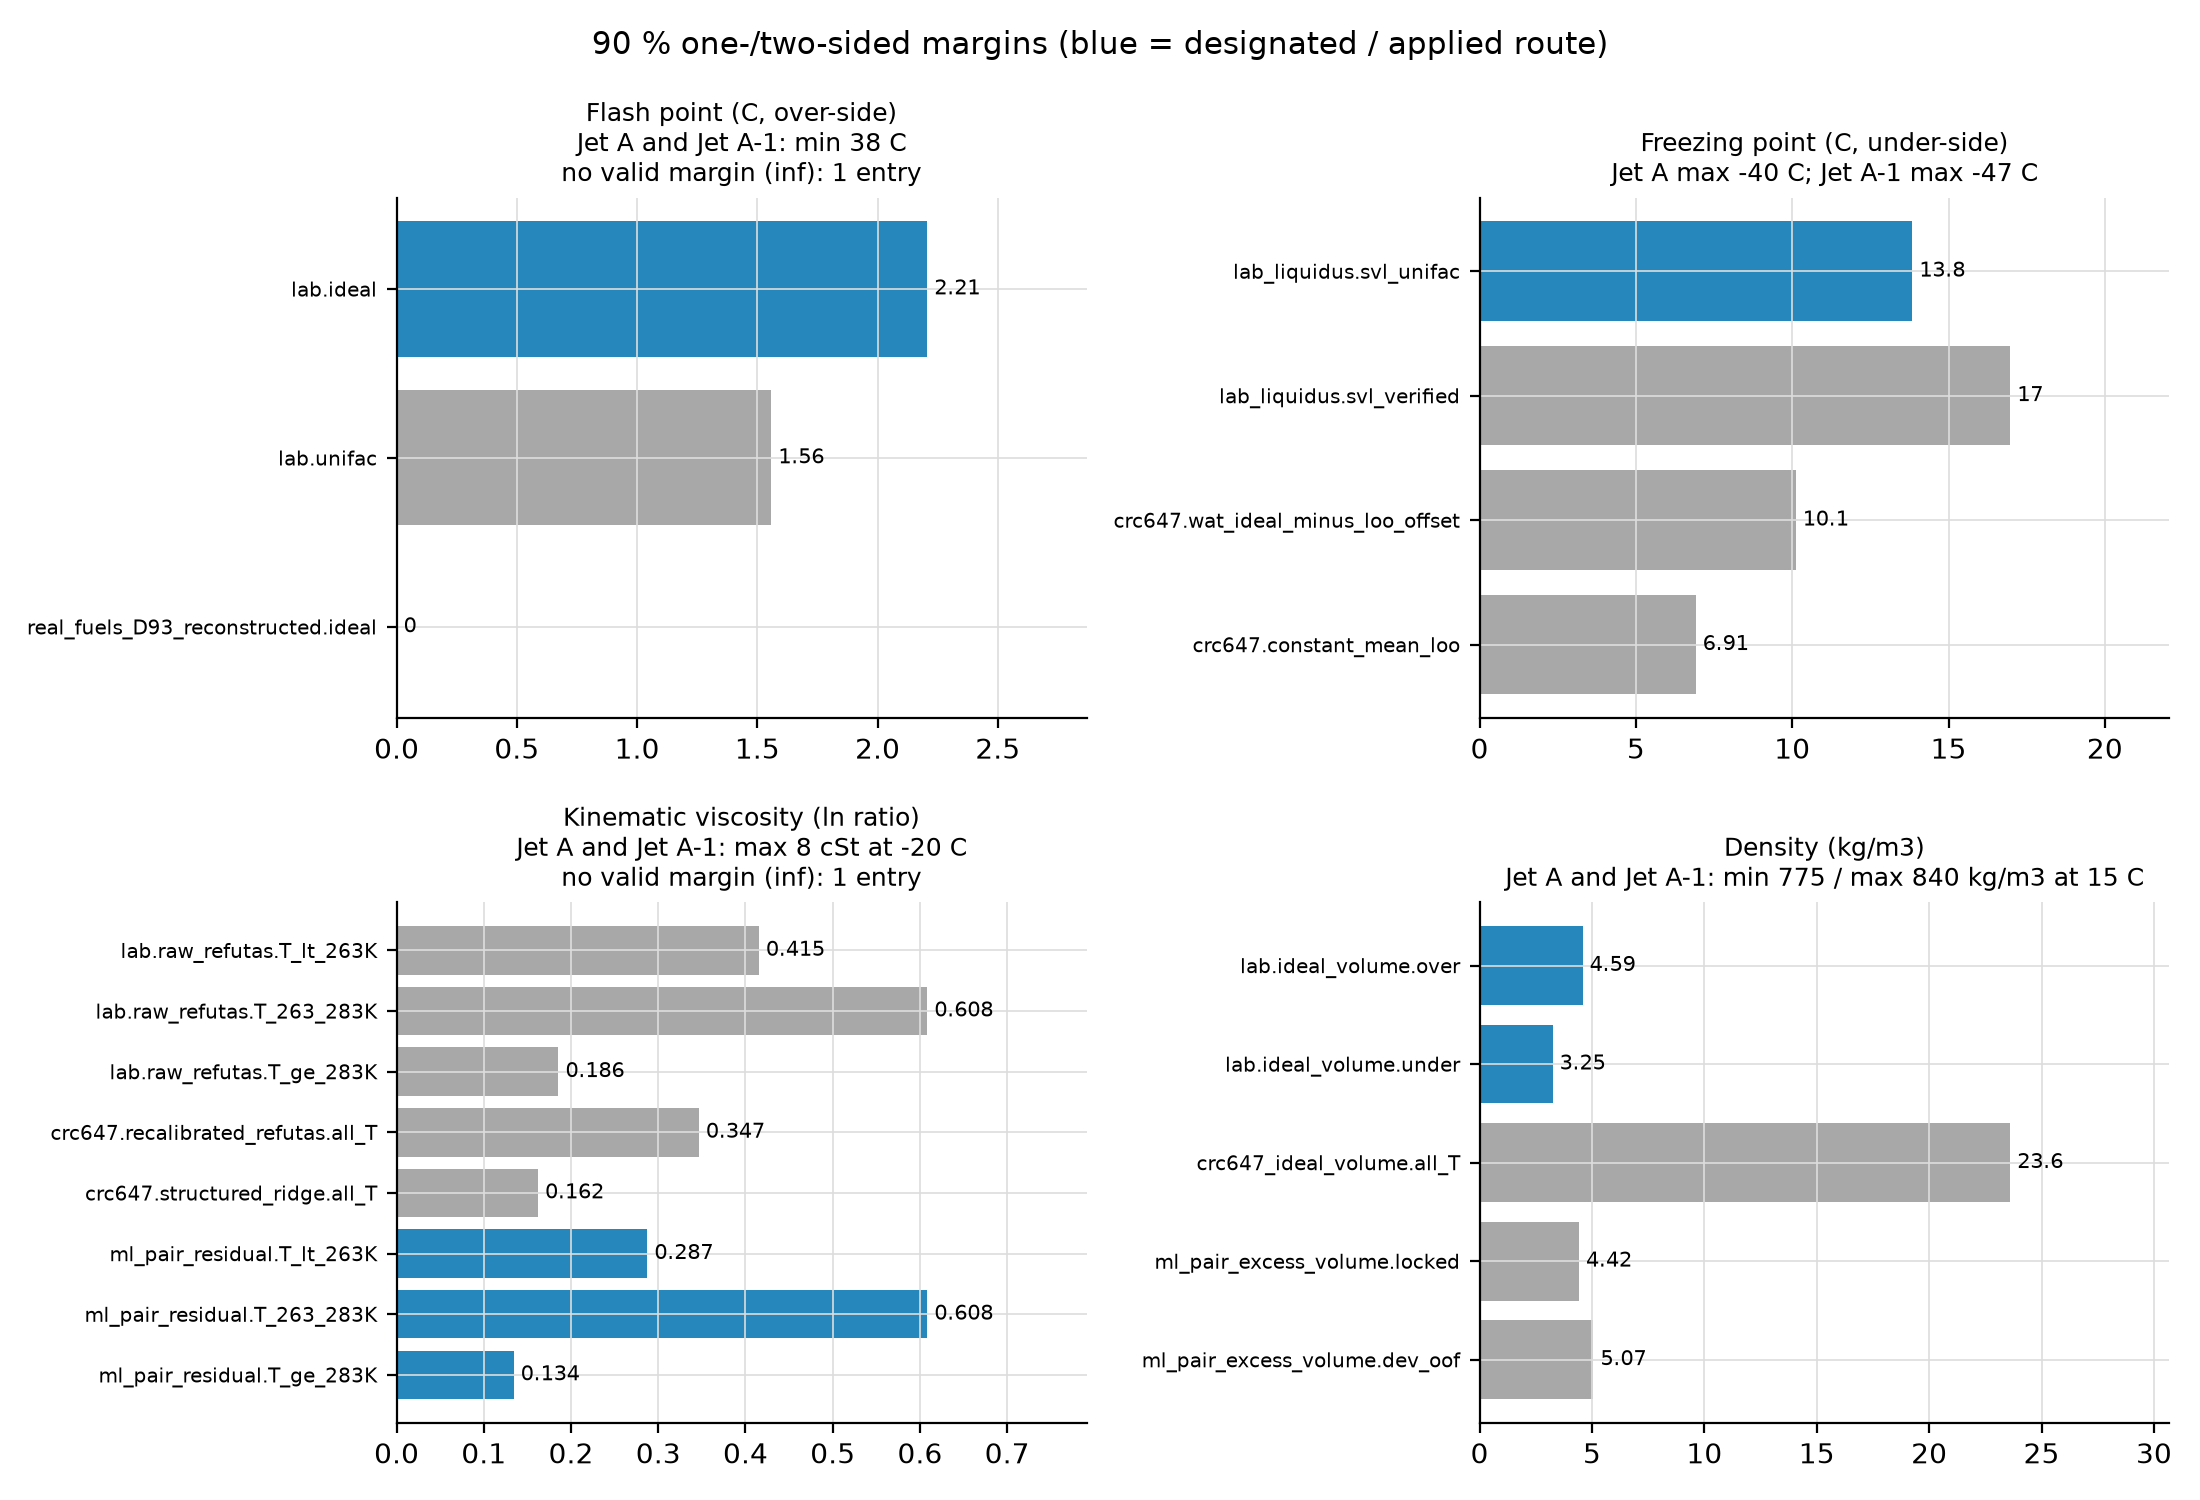 90 % one-/two-sided margins (blue = designated / applied route)
Flash point (C, over-side)
Jet A and Jet A-1: min 38 C
no valid margin (inf): 1 entry
lab.ideal
2.21
lab.unifac
1.56
real_fuels_D93_reconstructed.ideal
0
0.0 0.5 1.0 1.5 2.0 2.5
Freezing point (C, under-side)
Jet A max -40 C; Jet A-1 max -47 C
lab_liquidus.svl_unifac
13.8
lab_liquidus.svl_verified
17
crc647.wat_ideal_minus_loo_offset
10.1
crc647.constant_mean_loo
6.91
0 5 10 15 20
Kinematic viscosity (ln ratio)
Jet A and Jet A-1: max 8 cSt at -20 C
no valid margin (inf): 1 entry
lab.raw_refutas.T_lt_263K
0.415
lab.raw_refutas.T_263_283K
0.608
lab.raw_refutas.T_ge_283K
0.186
crc647.recalibrated_refutas.all_T
0.347
crc647.structured_ridge.all_T
0.162
ml_pair_residual.T_lt_263K
0.287
ml_pair_residual.T_263_283K
0.608
ml_pair_residual.T_ge_283K
0.134
0.0 0.1 0.2 0.3 0.4 0.5 0.6 0.7
Density (kg/m3)
Jet A and Jet A-1: min 775 / max 840 kg/m3 at 15 C
lab.ideal_volume.over
4.59
lab.ideal_volume.under
3.25
crc647_ideal_volume.all_T
23.6
ml_pair_excess_volume.locked
4.42
ml_pair_excess_volume.dev_oof
5.07
0 5 10 15 20 25 30